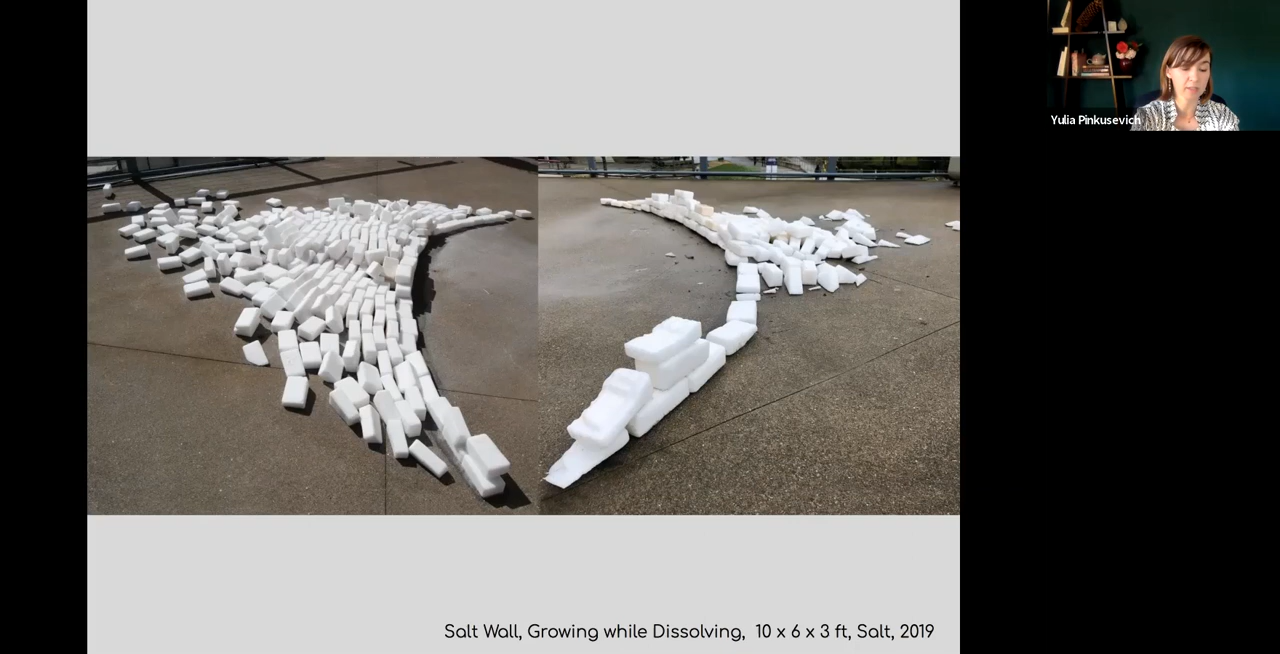 Yulia Pinkusevich
Salt Wall, Growing while Dissolving,  10 x 6 x 3 ft, Salt, 2019